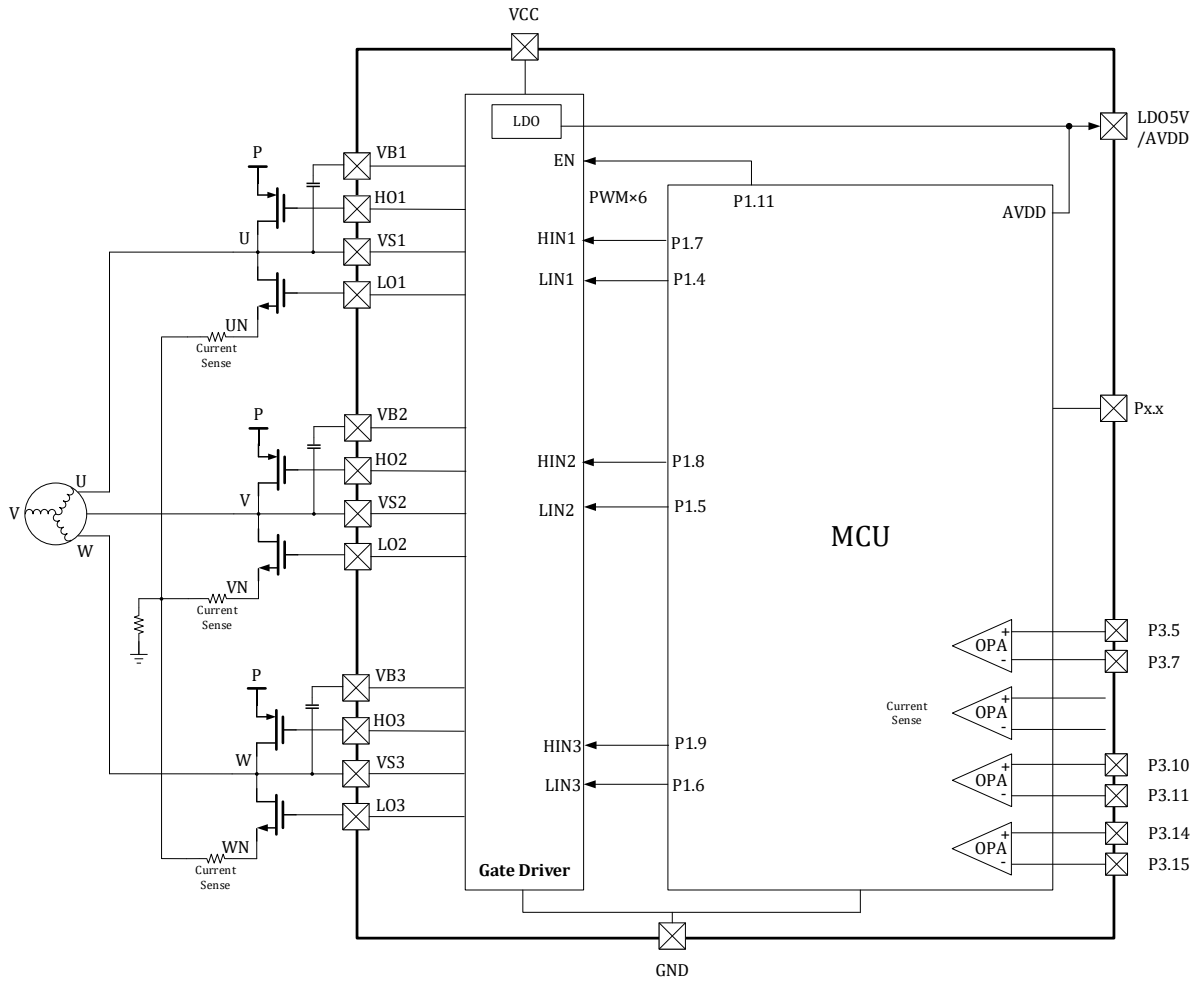 VCC
LDO
LDO5V
/AVDD
P
VB1
EN
PWM×6
P1.11
HO1
AVDD
U
VS1
HIN1
P1.7
LIN1
P1.4
LO1
UN
Current
Sense
P
VB2
Px.x
HO2
HIN2
P1.8
U
V
VS2
LIN2
P1.5
V
MCU
W
LO2
VN
Current
Sense
P3.5
+
OPA
-
P3.7
P
VB3
Current
Sense
+
OPA
-
HO3
HIN3
P1.9
W
VS3
+
OPA
-
P3.10
LIN3
P1.6
P3.11
LO3
P3.14
WN
+
OPA
-
Current
Sense
Gate Driver
P3.15
GND